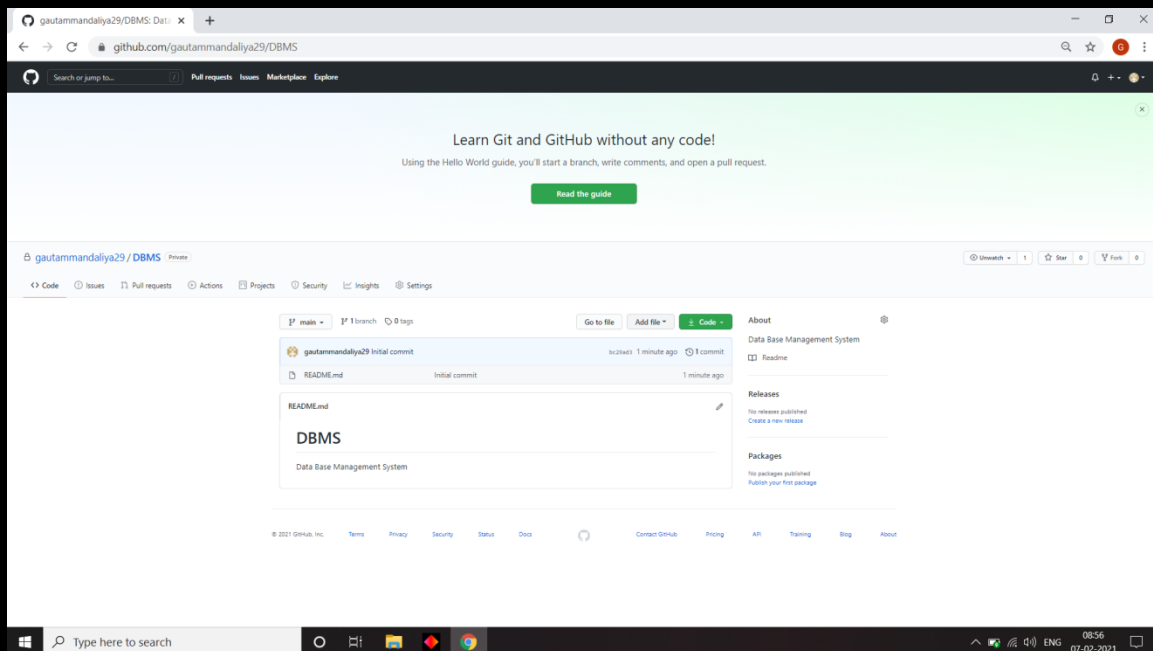 gautammandaliya29/DBMS: Dat
github.com/gautammandaliya29/DBMS
G
Search or jump to... / Pull requests Issues Marketplace Explore
Learn Git and GitHub without any code!
Using the Hello World guide, you'll start a branch, write comments, and open a pull request.
Read the guide
gautammandaliya29 / DBMS Private
Unwatch 1 Star 0 Fork 0
<> Code Issues Pull requests Actions Projects Security Insights Settings
main 1 branch 0 tags Go to file Add file Code
About
Data Base Management System
Readme
gautammandaliya29 Initial commit 1 minute ago 1 commit
README.md Initial commit 1 minute ago
Releases
No releases published
Create a new release
README.md
DBMS
Data Base Management System
Packages
No packages published
Publish your first package
© 2021 GitHub, Inc. Terms Privacy Security Status Docs Contact GitHub Pricing API Training Blog About
Type here to search
ENG
08:56
07-02-2021